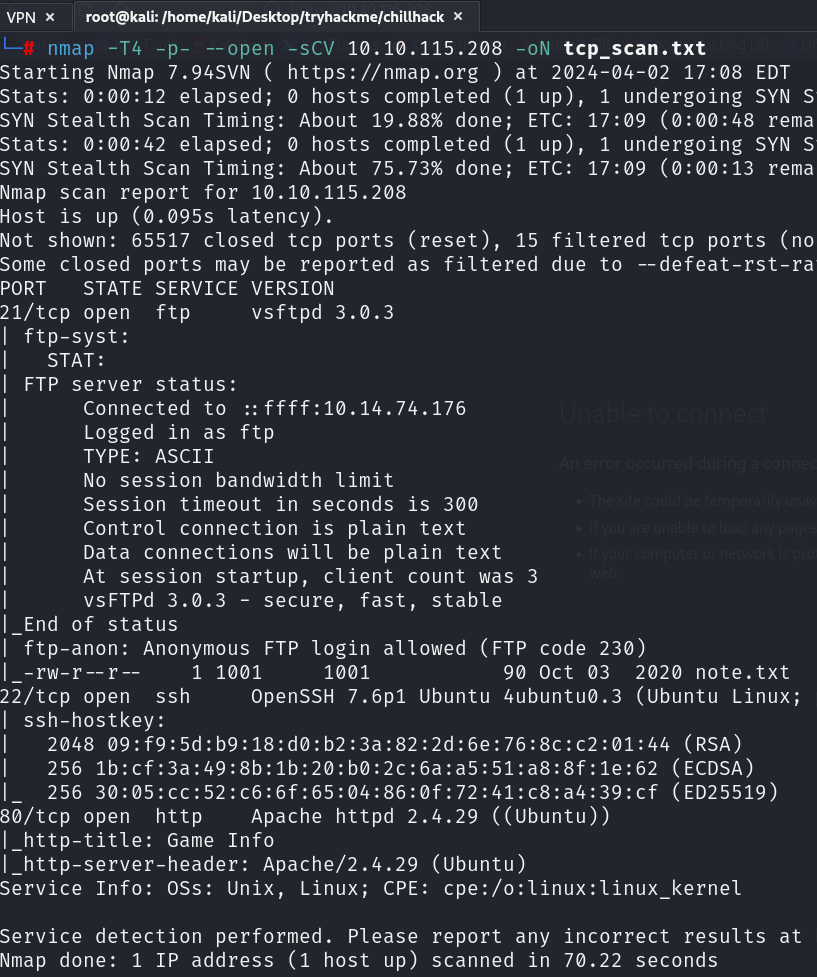 VPN ×
root@kali: /home/kali/Desktop/tryhackme/chillhack ×
└─# nmap -T4 -p- --open -sCV 10.10.115.208 -oN tcp_scan.txt
Starting Nmap 7.94SVN ( https://nmap.org ) at 2024-04-02 17:08 EDT
Stats: 0:00:12 elapsed; 0 hosts completed (1 up), 1 undergoing SYN S
SYN Stealth Scan Timing: About 19.88% done; ETC: 17:09 (0:00:48 rema
Stats: 0:00:42 elapsed; 0 hosts completed (1 up), 1 undergoing SYN S
SYN Stealth Scan Timing: About 75.73% done; ETC: 17:09 (0:00:13 rema
Nmap scan report for 10.10.115.208
Host is up (0.095s latency).
Not shown: 65517 closed tcp ports (reset), 15 filtered tcp ports (no
Some closed ports may be reported as filtered due to --defeat-rst-ra
PORT   STATE SERVICE VERSION
21/tcp open  ftp     vsftpd 3.0.3
| ftp-syst:
|   STAT:
| FTP server status:
|      Connected to ::ffff:10.14.74.176
|      Logged in as ftp
|      TYPE: ASCII
|      No session bandwidth limit
|      Session timeout in seconds is 300
|      Control connection is plain text
|      Data connections will be plain text
|      At session startup, client count was 3
|      vsFTPd 3.0.3 - secure, fast, stable
|_End of status
| ftp-anon: Anonymous FTP login allowed (FTP code 230)
|_-rw-r--r--    1 1001     1001           90 Oct 03  2020 note.txt
22/tcp open  ssh     OpenSSH 7.6p1 Ubuntu 4ubuntu0.3 (Ubuntu Linux;
| ssh-hostkey:
|   2048 09:f9:5d:b9:18:d0:b2:3a:82:2d:6e:76:8c:c2:01:44 (RSA)
|   256 1b:cf:3a:49:8b:1b:20:b0:2c:6a:a5:51:a8:8f:1e:62 (ECDSA)
|_  256 30:05:cc:52:c6:6f:65:04:86:0f:72:41:c8:a4:39:cf (ED25519)
80/tcp open  http    Apache httpd 2.4.29 ((Ubuntu))
|_http-title: Game Info
|_http-server-header: Apache/2.4.29 (Ubuntu)
Service Info: OSs: Unix, Linux; CPE: cpe:/o:linux:linux_kernel
Service detection performed. Please report any incorrect results at
Nmap done: 1 IP address (1 host up) scanned in 70.22 seconds
Unable to connect
An error occurred during a connec
• The site could be temporarily unav
• If you are unable to load any pages
• If your computer or network is pro
web.